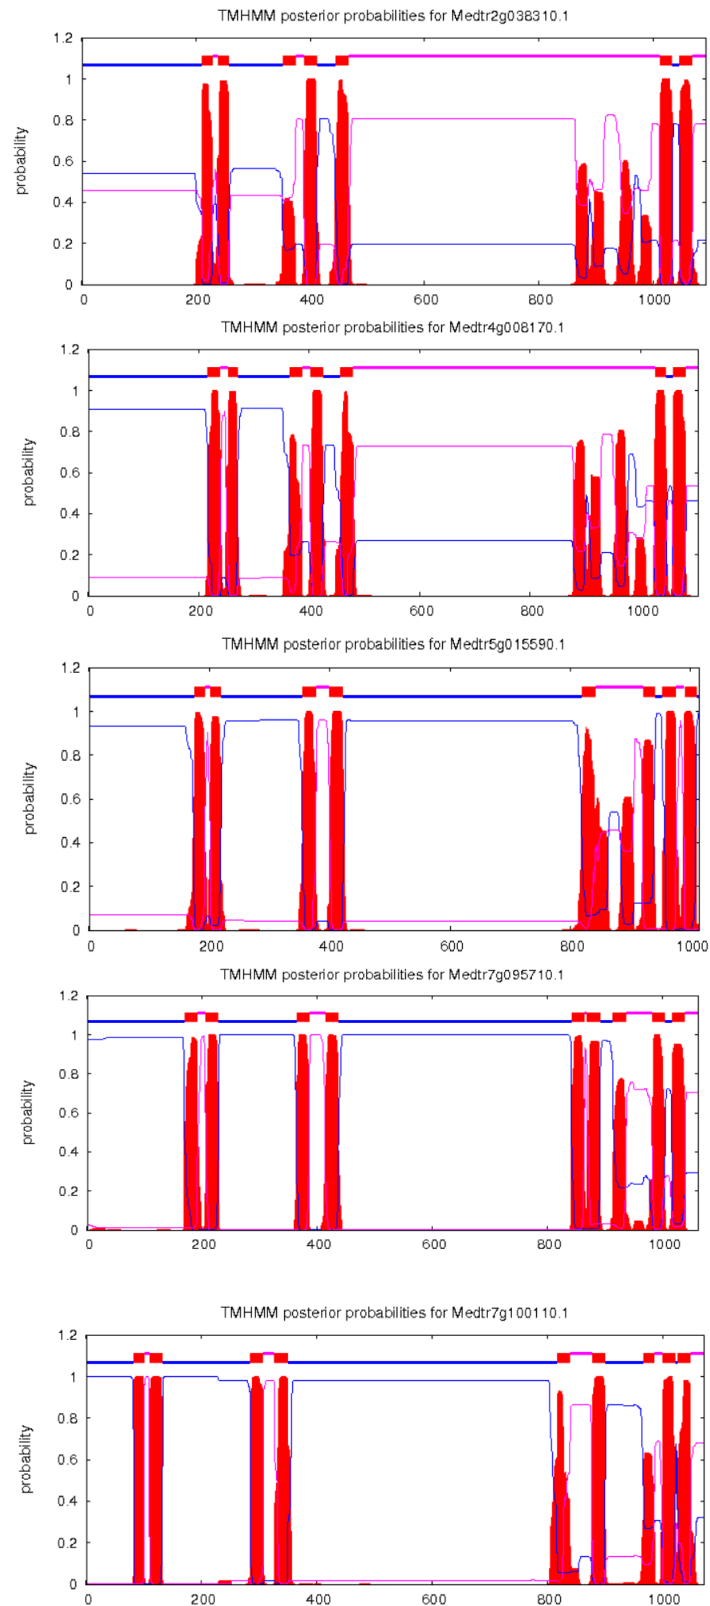 TMHMM posterior probabilities for Medtr2g038310.1
1.2
1
0.8
0.6
0.4
0.2
0
probability
0 200 400 600 800 1000
TMHMM posterior probabilities for Medtr4g008170.1
1.2
1
0.8
0.6
0.4
0.2
0
probability
0 200 400 600 800 1000
TMHMM posterior probabilities for Medtr5g015590.1
1.2
1
0.8
0.6
0.4
0.2
0
probability
0 200 400 600 800 1000
TMHMM posterior probabilities for Medtr7g095710.1
1.2
1
0.8
0.6
0.4
0.2
0
probability
0 200 400 600 800 1000
TMHMM posterior probabilities for Medtr7g100110.1
1.2
1
0.8
0.6
0.4
0.2
0
probability
0 200 400 600 800 1000